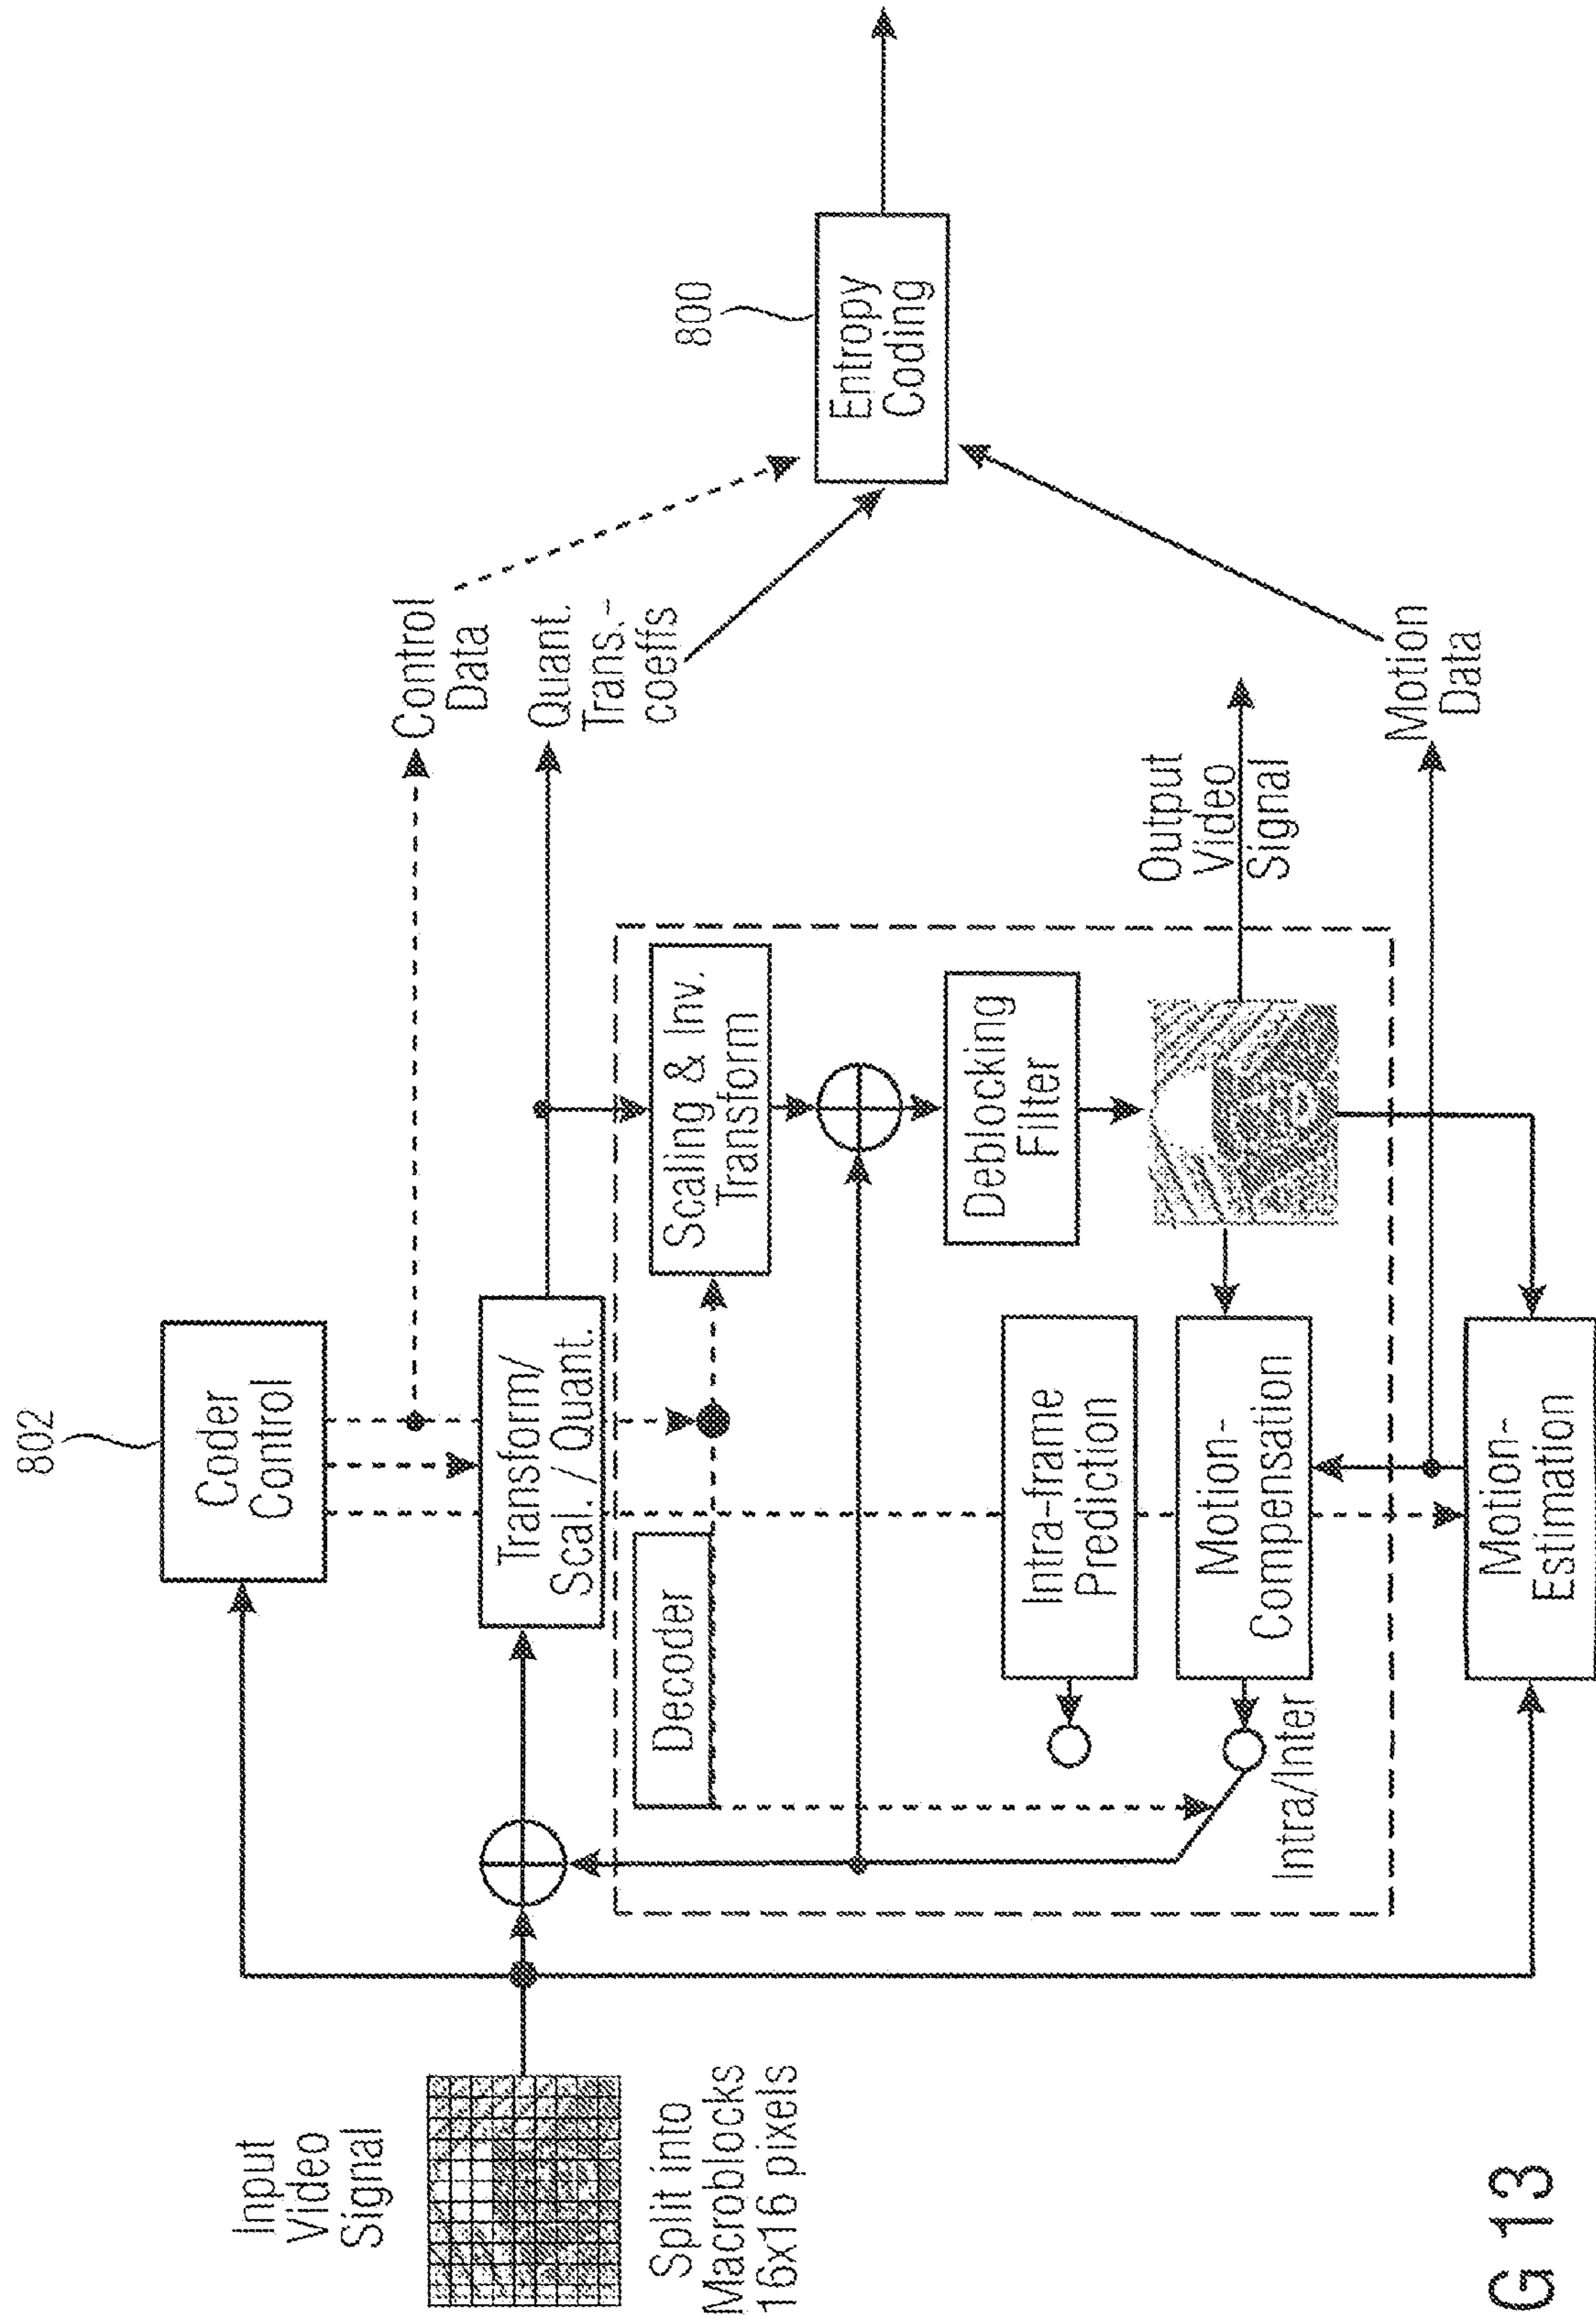 Input
Video
Signal
Split into
Macroblocks
16x16 pixels
802
Coder
Control
Control
Data
Transform/
Scal. / Quant.
Quant.
Trans.-
coeffs
Decoder
Scaling & Inv.
Transform
800
Entropy
Coding
Deblocking
Filter
Intra-frame
Prediction
Motion-
Compensation
Intra/Inter
Output
Video
Signal
Motion
Data
Motion-
Estimation
G 13